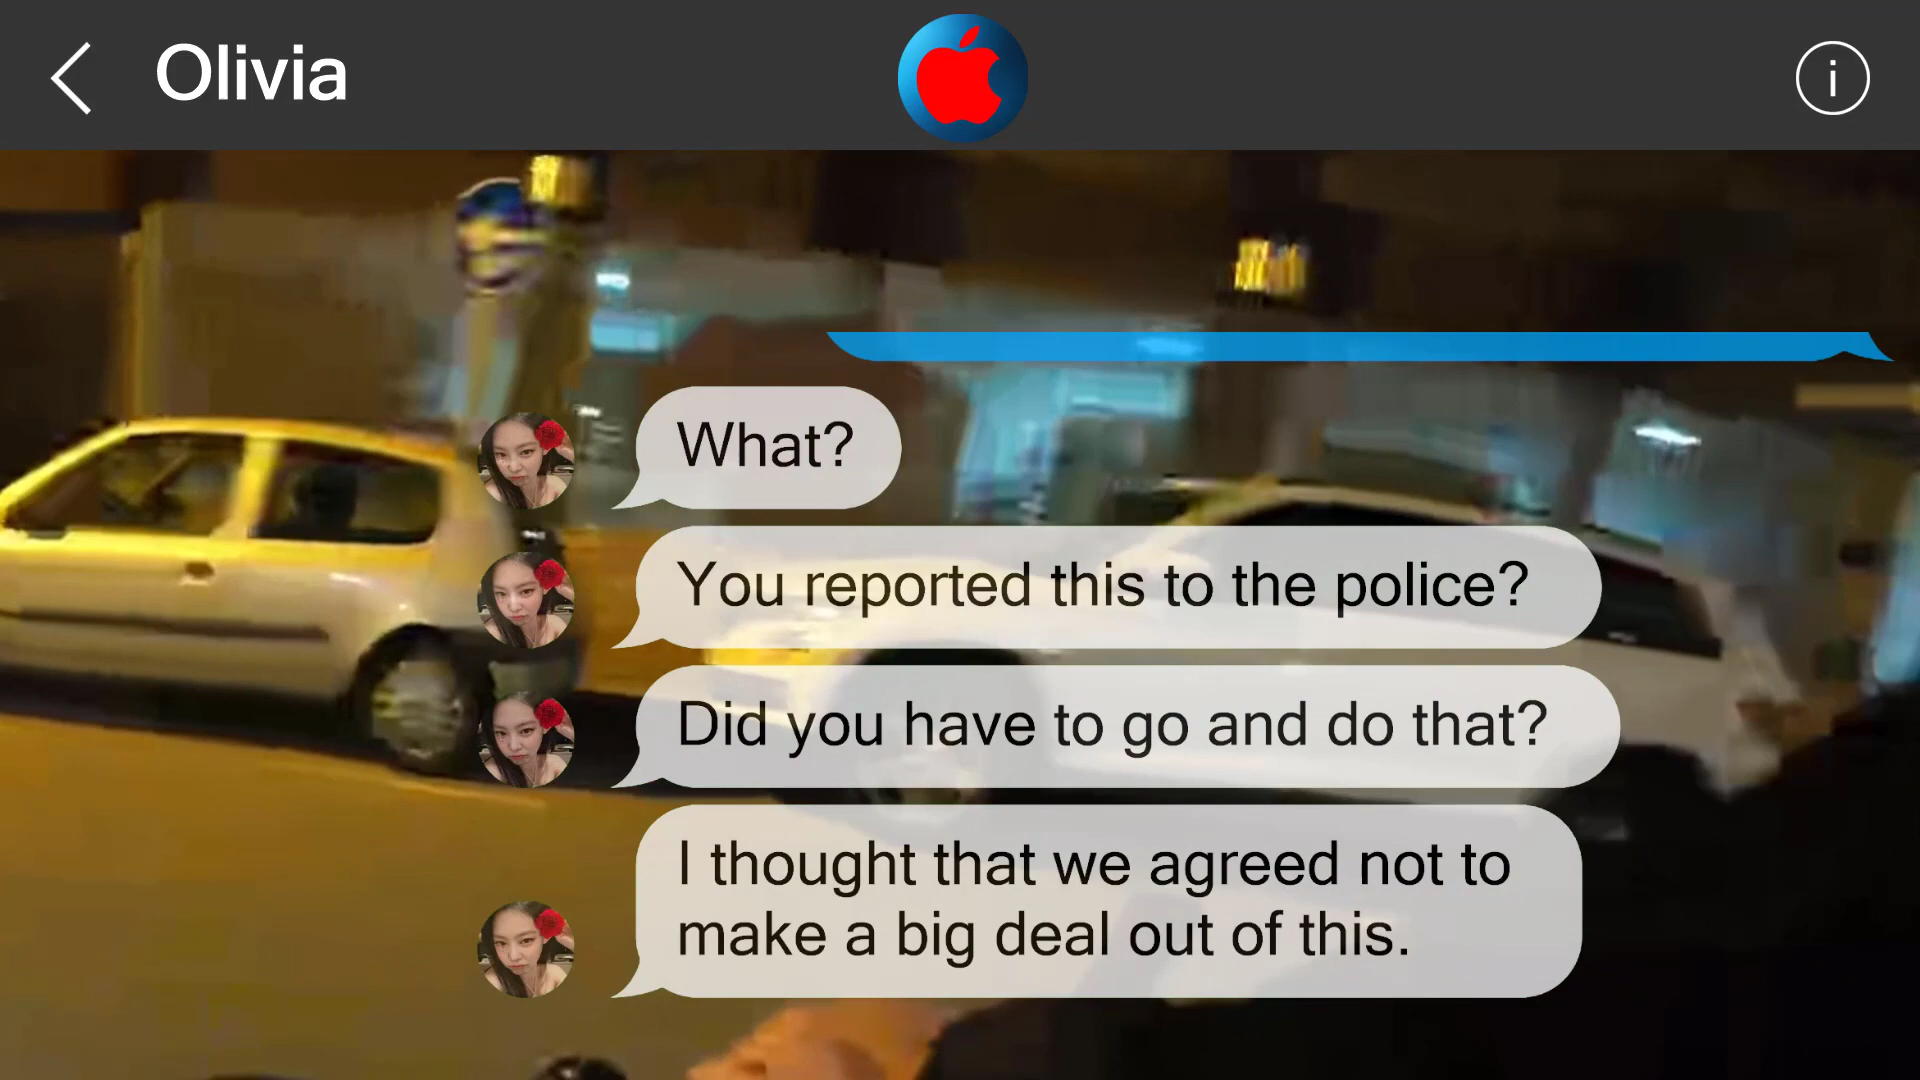 Olivia
What?
You reported this to the police?
Did you have to go and do that?
I thought that we agreed not to
make a big deal out of this.